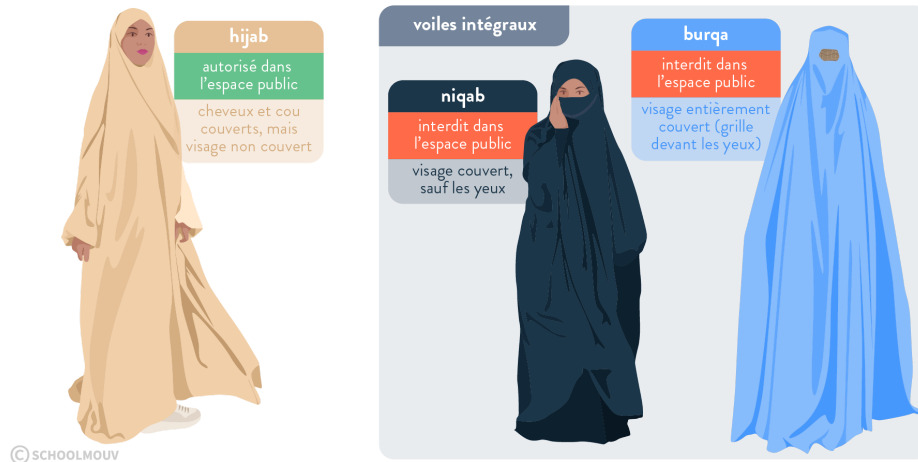 hijab
autorisé dans
l'espace public
cheveux et cou
couverts, mais
visage non couvert
voiles intégraux
niqab
interdit dans
l'espace public
visage couvert,
sauf les yeux
burqa
interdit dans
l'espace public
visage entièrement
couvert (grille
devant les yeux)
© SCHOOLMOUV